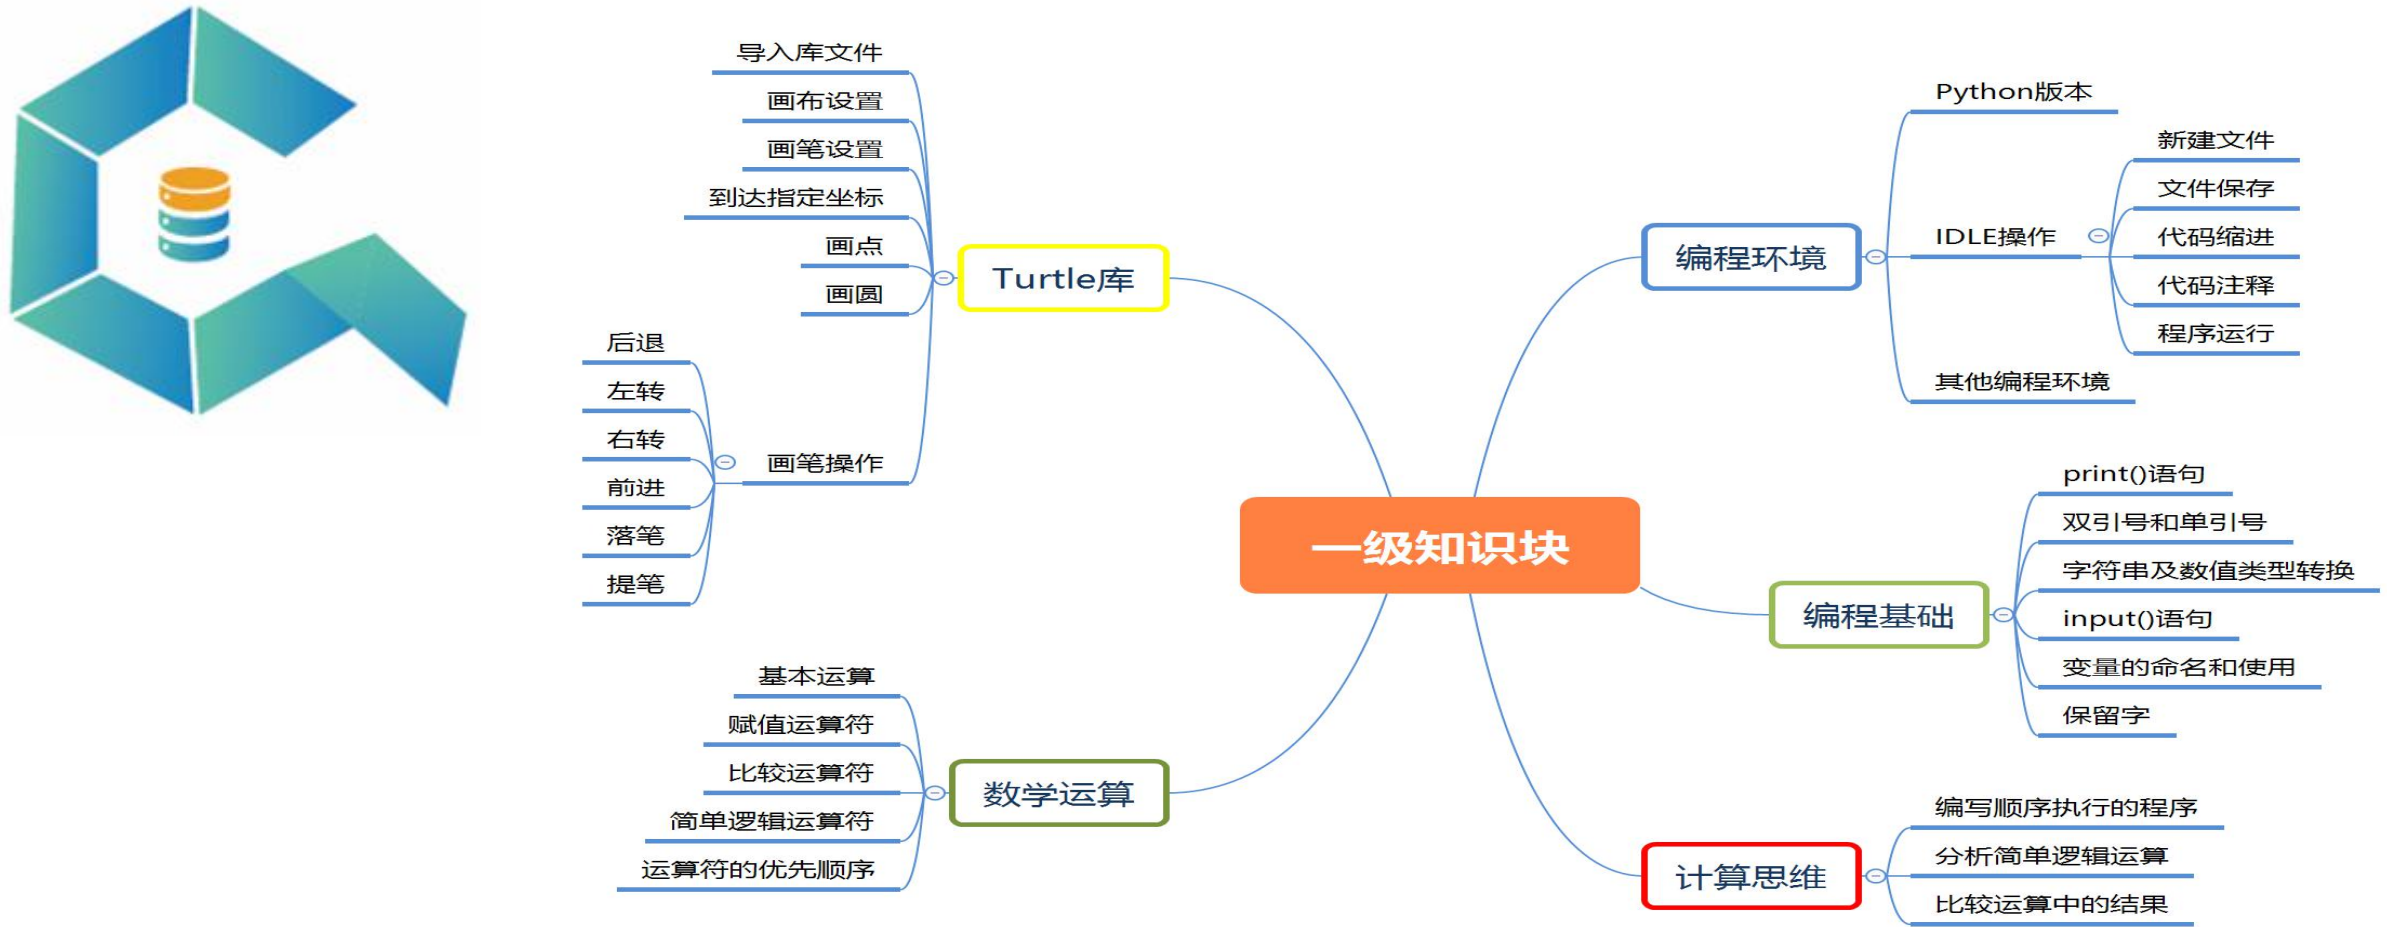 导入库文件
画布设置
画笔设置
到达指定坐标
画点
画圆
后退
左转
右转
前进
落笔
提笔
画笔操作
Turtle库
基本运算
赋值运算符
比较运算符
简单逻辑运算符
运算符的优先顺序
数学运算
一级知识块
编程环境
Python版本
IDLE操作
新建文件
文件保存
代码缩进
代码注释
程序运行
其他编程环境
编程基础
print()语句
双引号和单引号
字符串及数值类型转换
input()语句
变量的命名和使用
保留字
计算思维
编写顺序执行的程序
分析简单逻辑运算
比较运算中的结果